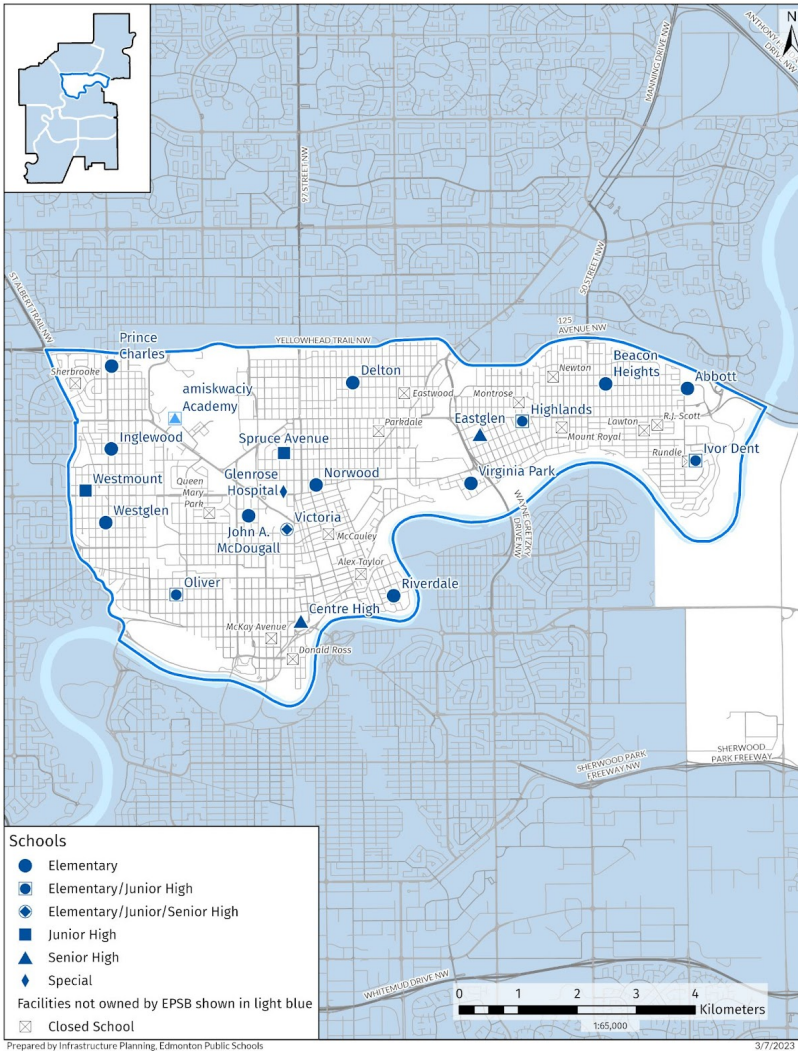 N
ANTHONY H
DRIVE NW
MANNING DRIVE NW
97 STREET NW
50 STREET NW
ST ALBERT TRAIL NW
125
AVENUE NW
YELLOWHEAD TRAIL NW
Prince
Charles
Sherbrooke
Delton
Newton
Beacon
Heights
Abbott
amiskwaciy
Academy
Eastwood
Montrose
Highlands
Eastglen
R.J. Scott
Lawton
Parkdale
Mount Royal
Inglewood
Spruce Avenue
Rundle
Ivor Dent
Westmount
Queen
Mary
Park
Glenrose
Hospital
Norwood
Virginia Park
Westglen
John A.
McDougall
Victoria
McCauley
WAYNE GRETZKY
DRIVE NW
Alex Taylor
Oliver
Riverdale
Centre High
McKay Avenue
Donald Ross
SHERWOOD
PARK FREEWAY
SHERWOOD PARK
FREEWAY NW
Schools
Elementary
Elementary/Junior High
Elementary/Junior/Senior High
Junior High
Senior High
Special
Facilities not owned by EPSB shown in light blue
Closed School
WHITEMUD DRIVE NW
0 1 2 3 4
Kilometers
1:65,000
Prepared by Infrastructure Planning, Edmonton Public Schools
3/7/2023